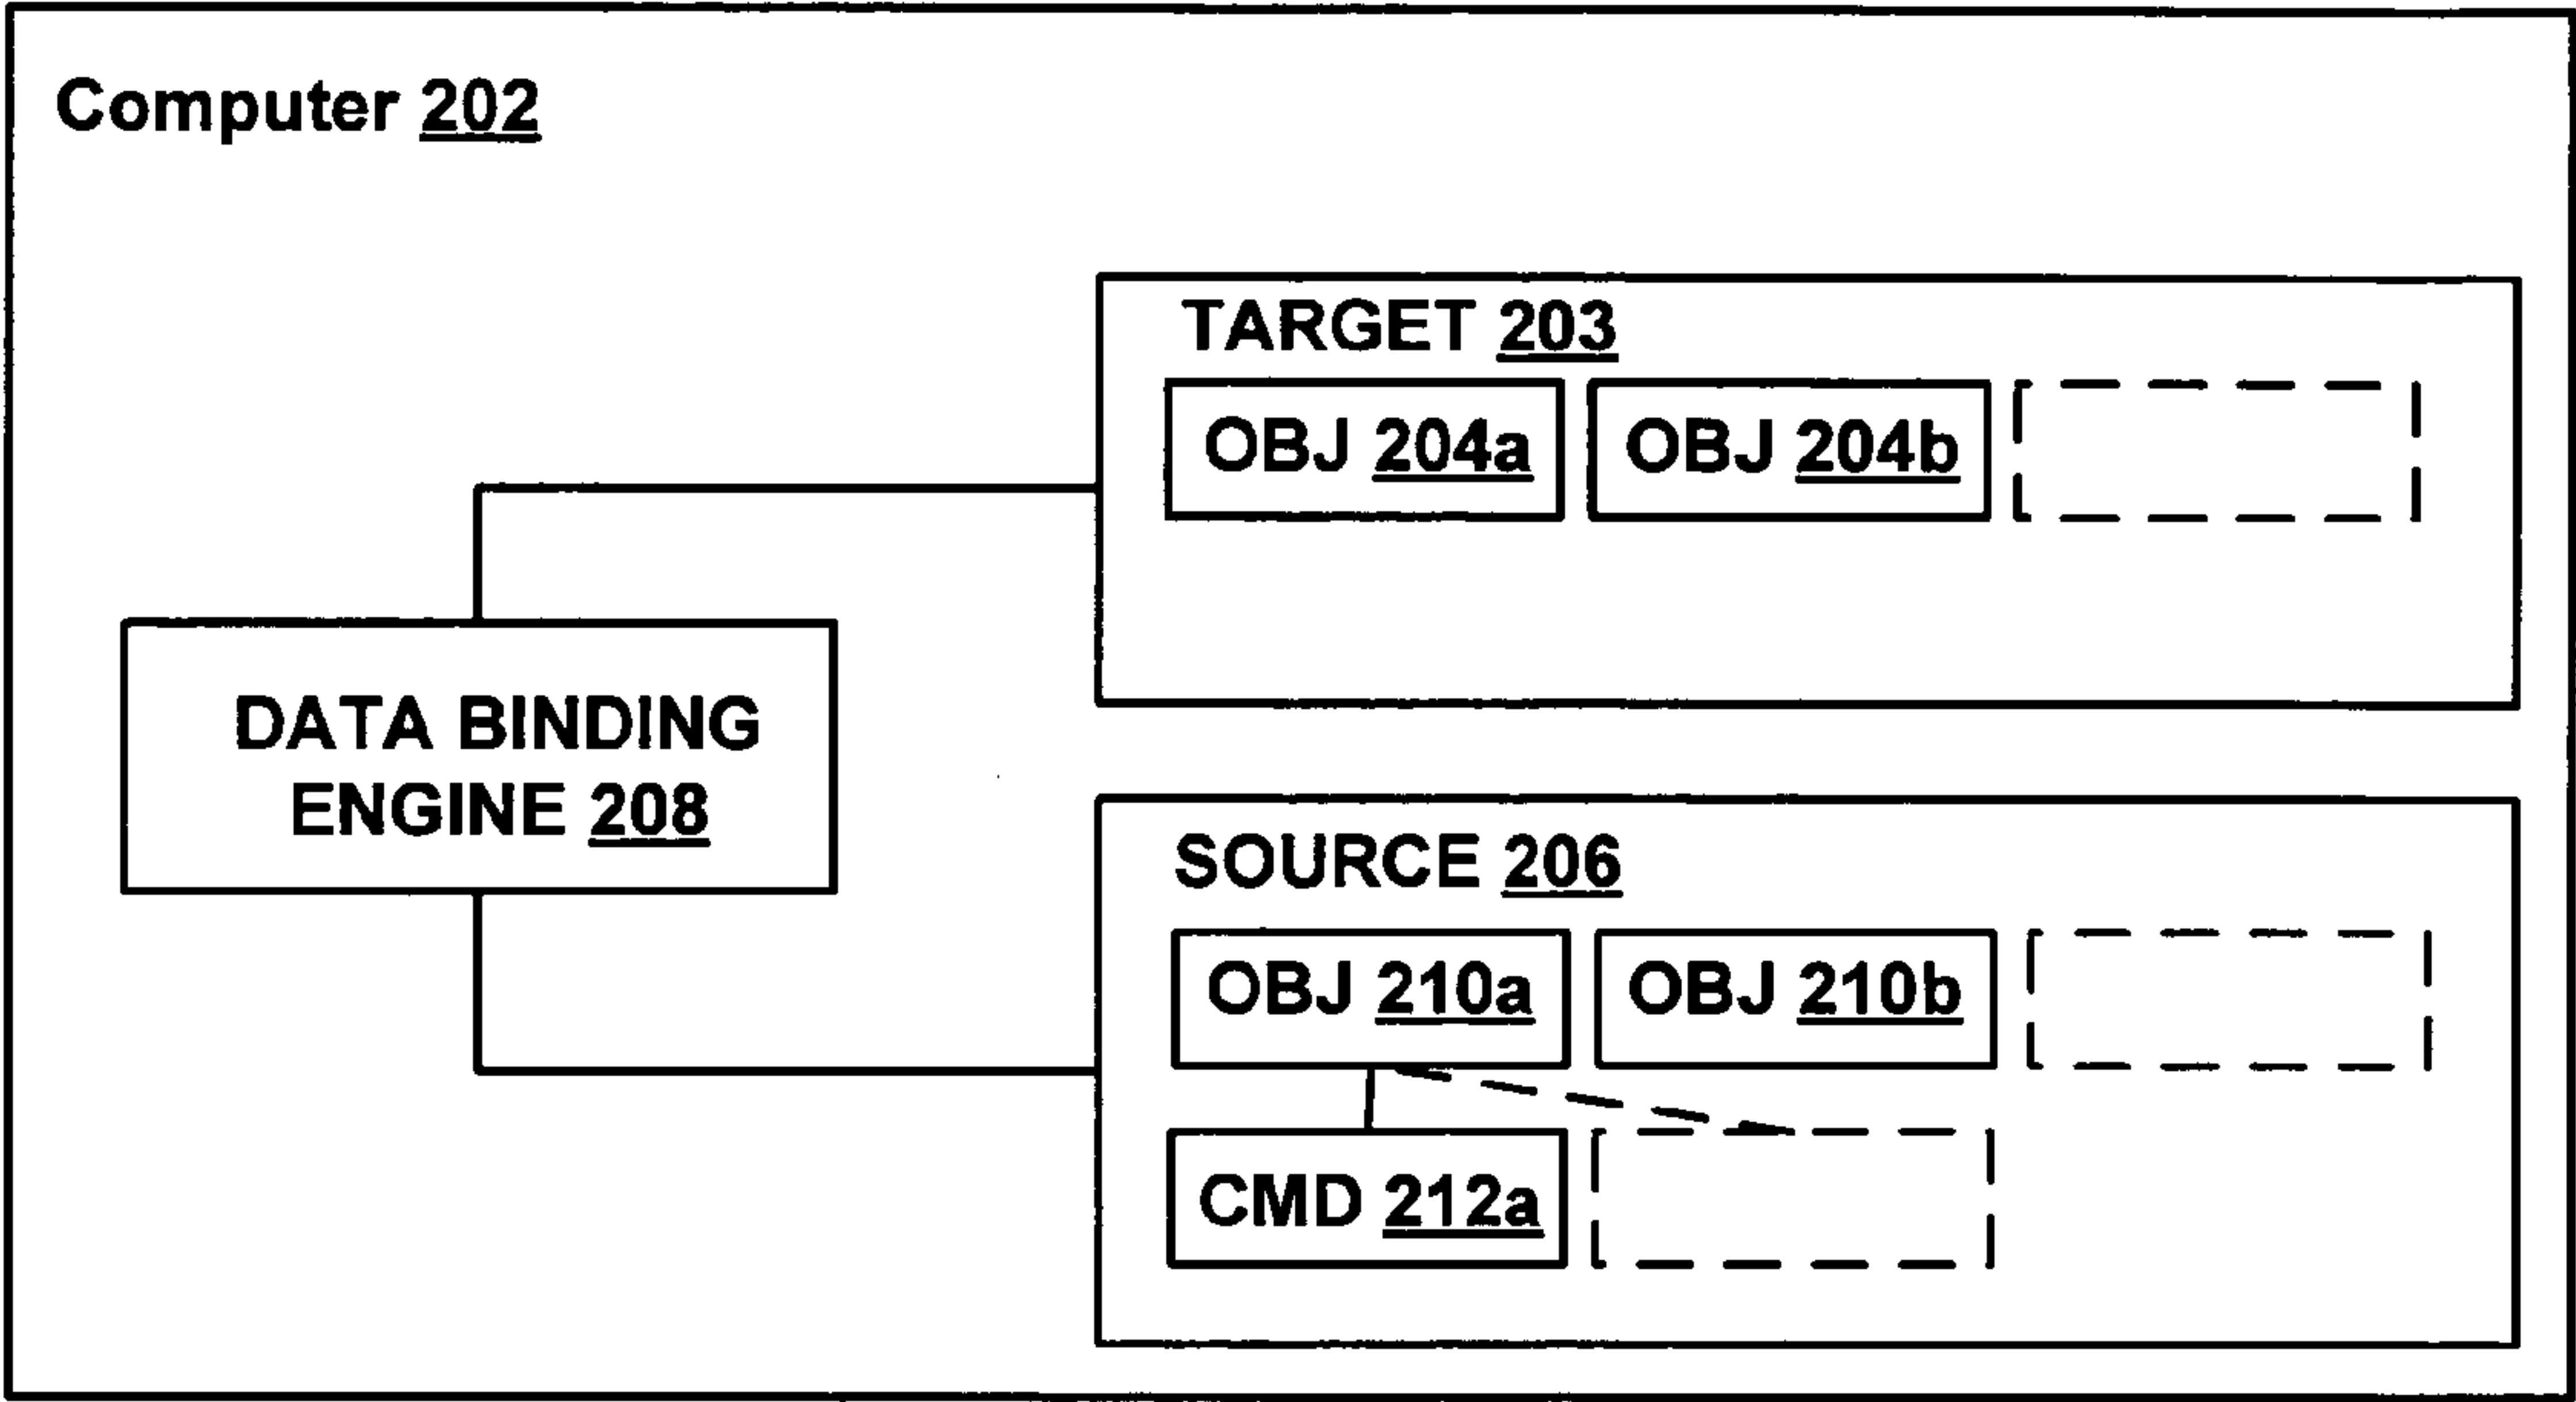 Computer 202
TARGET 203
OBJ 204a
OBJ 204b
DATA BINDING
ENGINE 208
SOURCE 206
OBJ 210a
OBJ 210b
CMD 212a